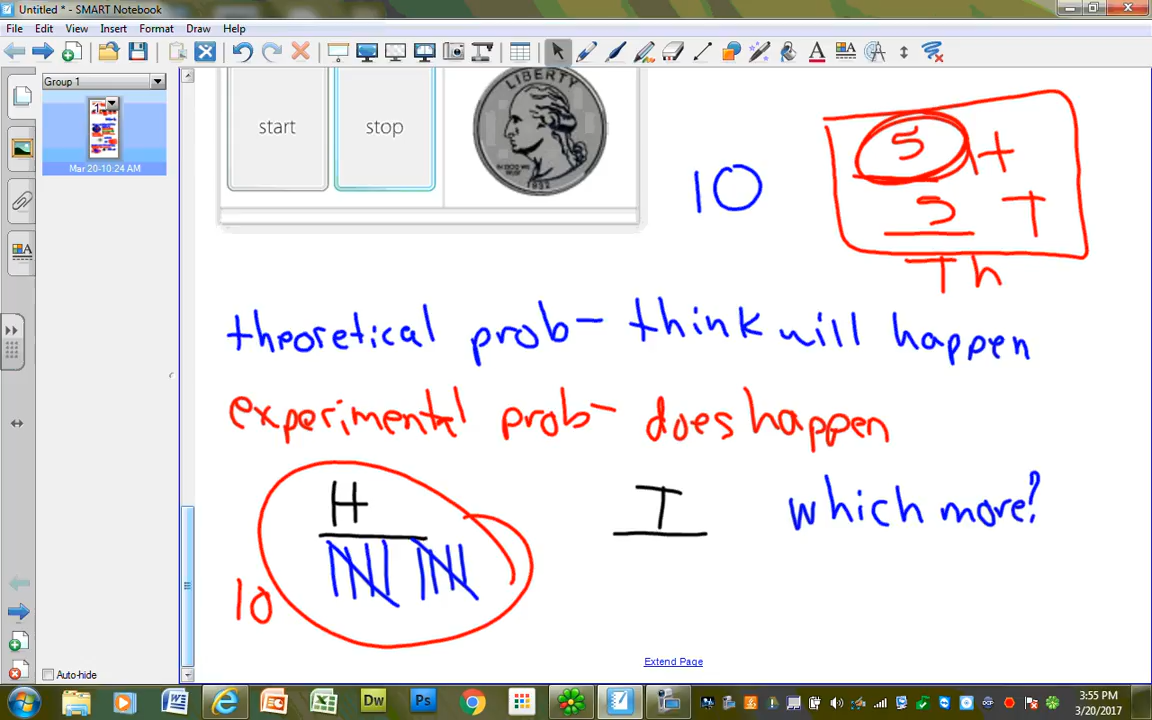 Untitled * - SMART Notebook
File Edit View Insert Format Draw Help
Group 1
Mar 20-10:24 AM
start
stop
LIBERTY
1932
10
5 H
5 T
Th
theoretical prob- think will happen
experimental prob- does happen
H
T
which more?
10
Extend Page
Auto-hide
3:55 PM
3/20/2017